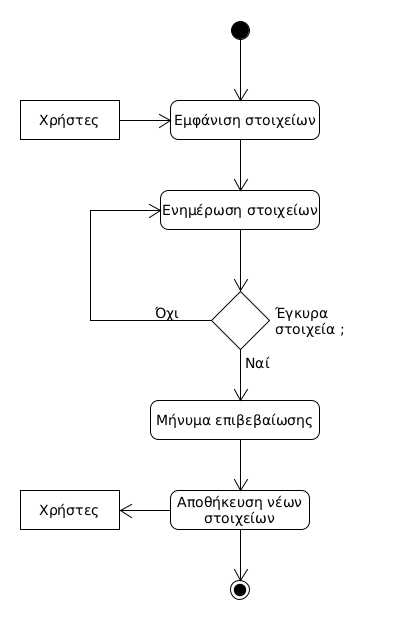 Χρήστες
Εμφάνιση στοιχείων
Ενημέρωση στοιχείων
Όχι
Έγκυρα
στοιχεία ;
Ναί
Μήνυμα επιβεβαίωσης
Χρήστες
Αποθήκευση νέων
στοιχείων